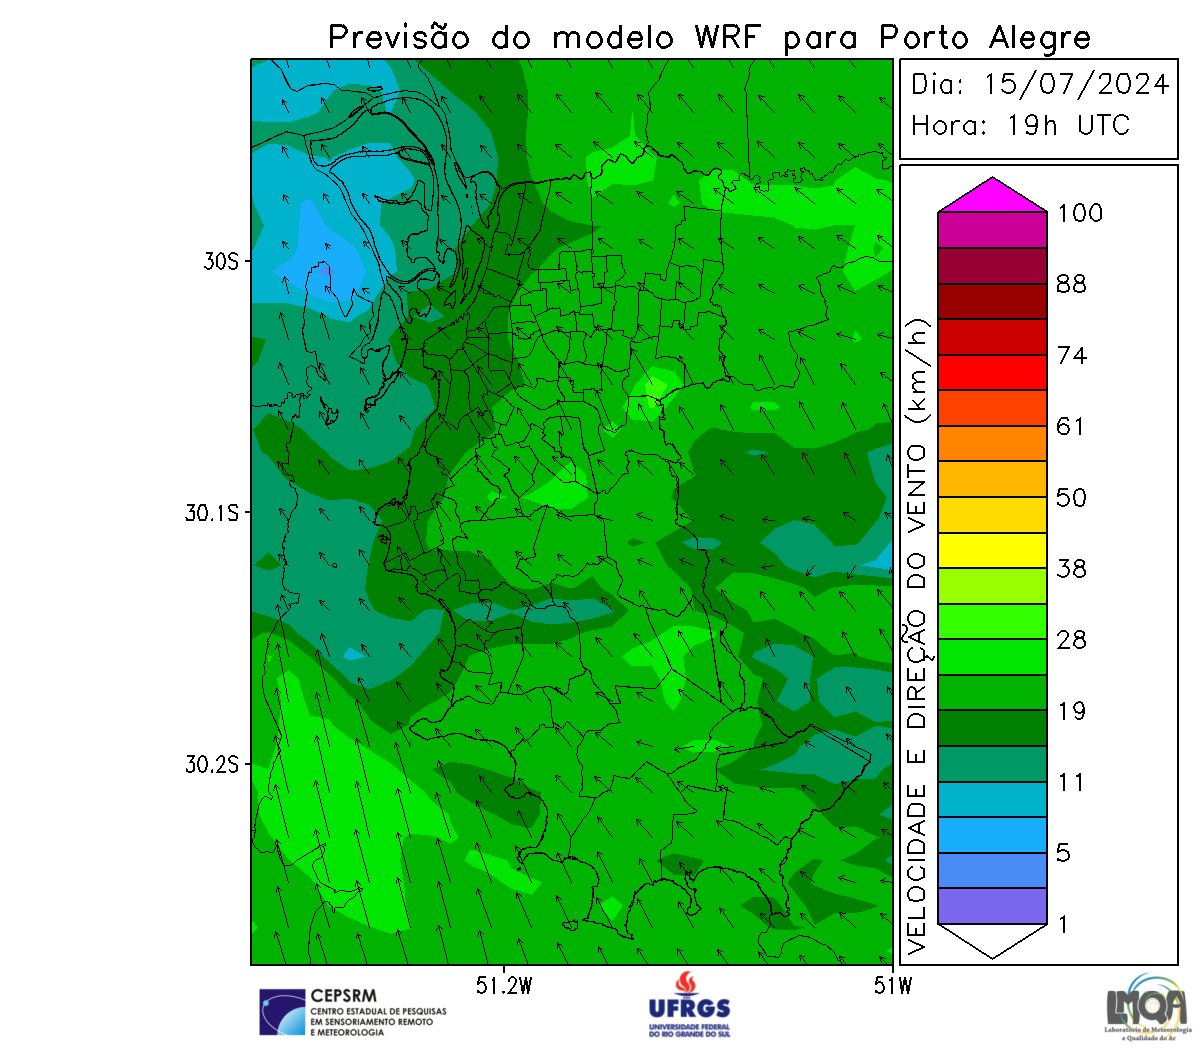 Previsão do modelo WRF para Porto Alegre
Dia: 15/07/2024
Hora: 19h UTC
30S
30.1S
30.2S
51.2W
51W
VELOCIDADE E DIREÇÃO DO VENTO (km/h)
100
88
74
61
50
38
28
19
11
5
1
CEPSRM
CENTRO ESTADUAL DE PESQUISAS
EM SENSORIAMENTO REMOTO
E METEOROLOGIA
UFRGS
UNIVERSIDADE FEDERAL
DO RIO GRANDE DO SUL
LMQA
Laboratório de Meteorologia
e Qualidade do Ar